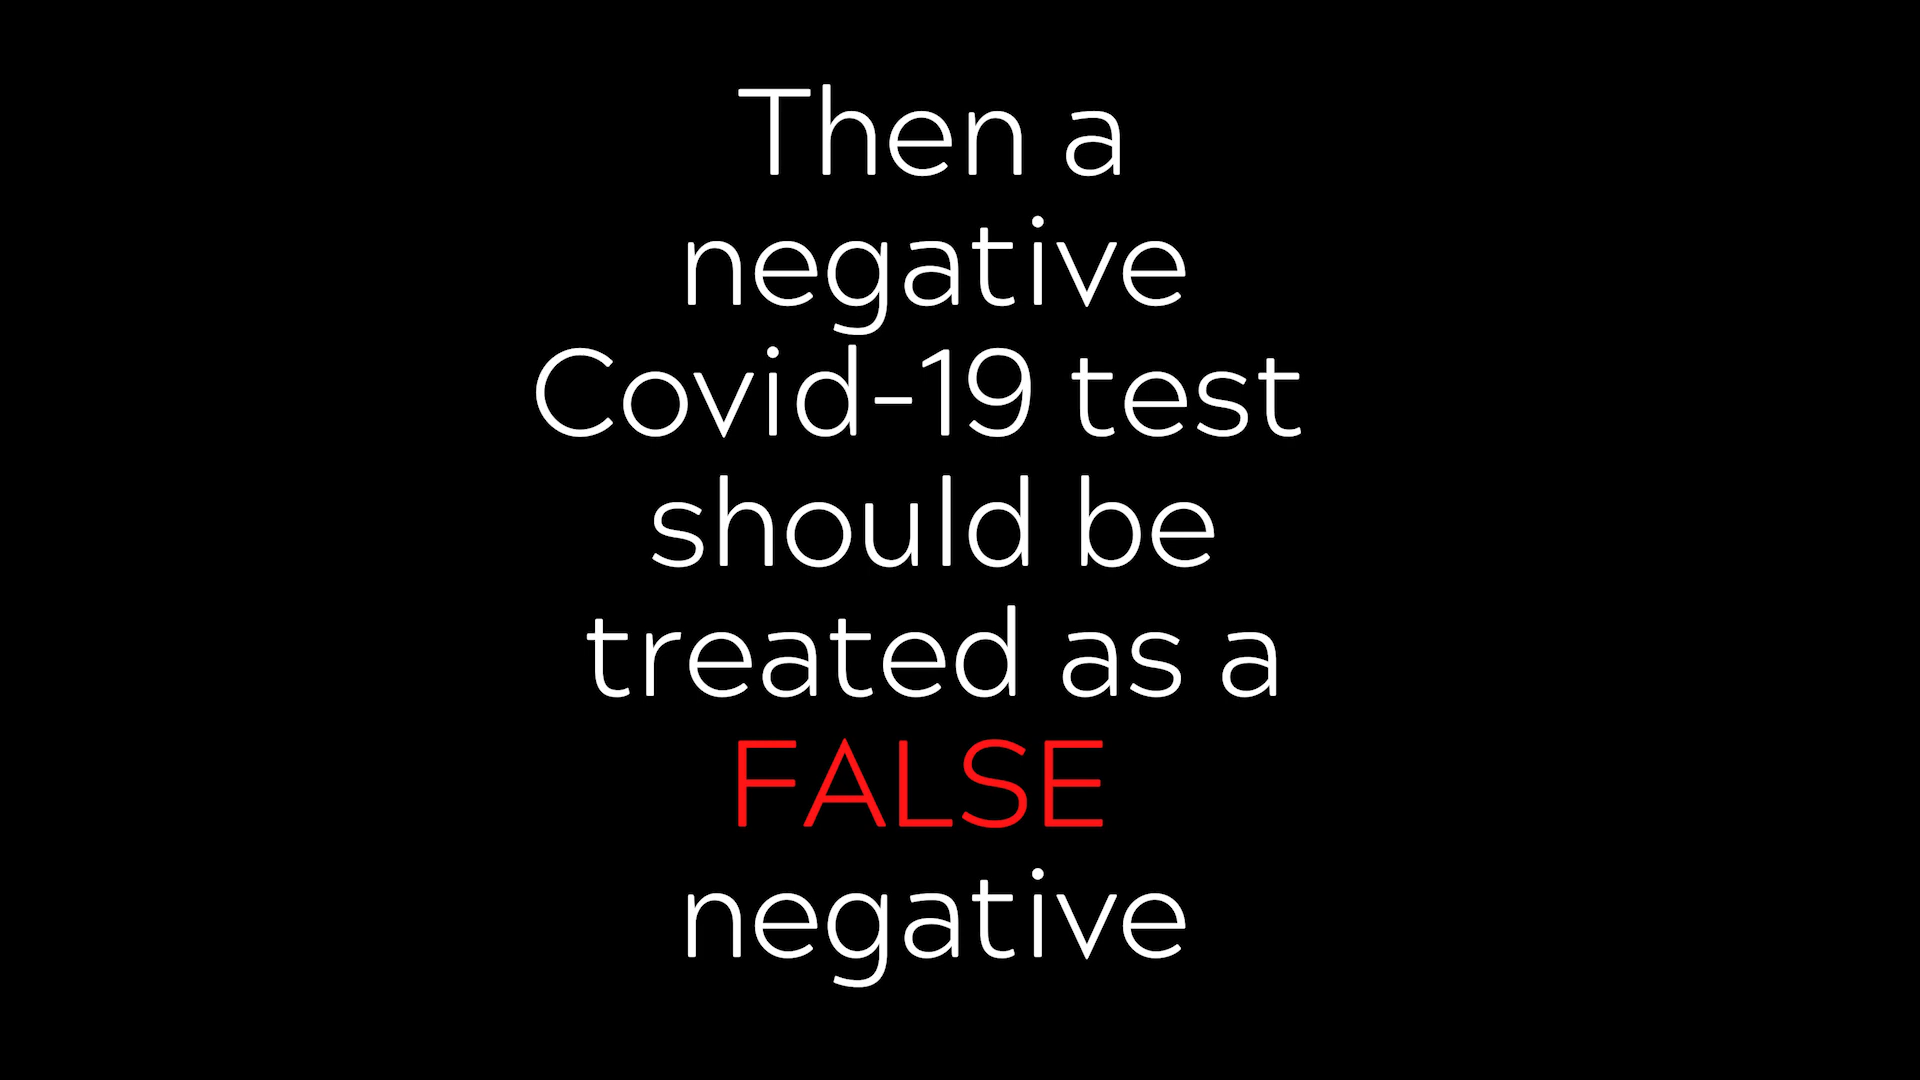 Then a
negative
Covid-19 test
should be
treated as a
FALSE
negative